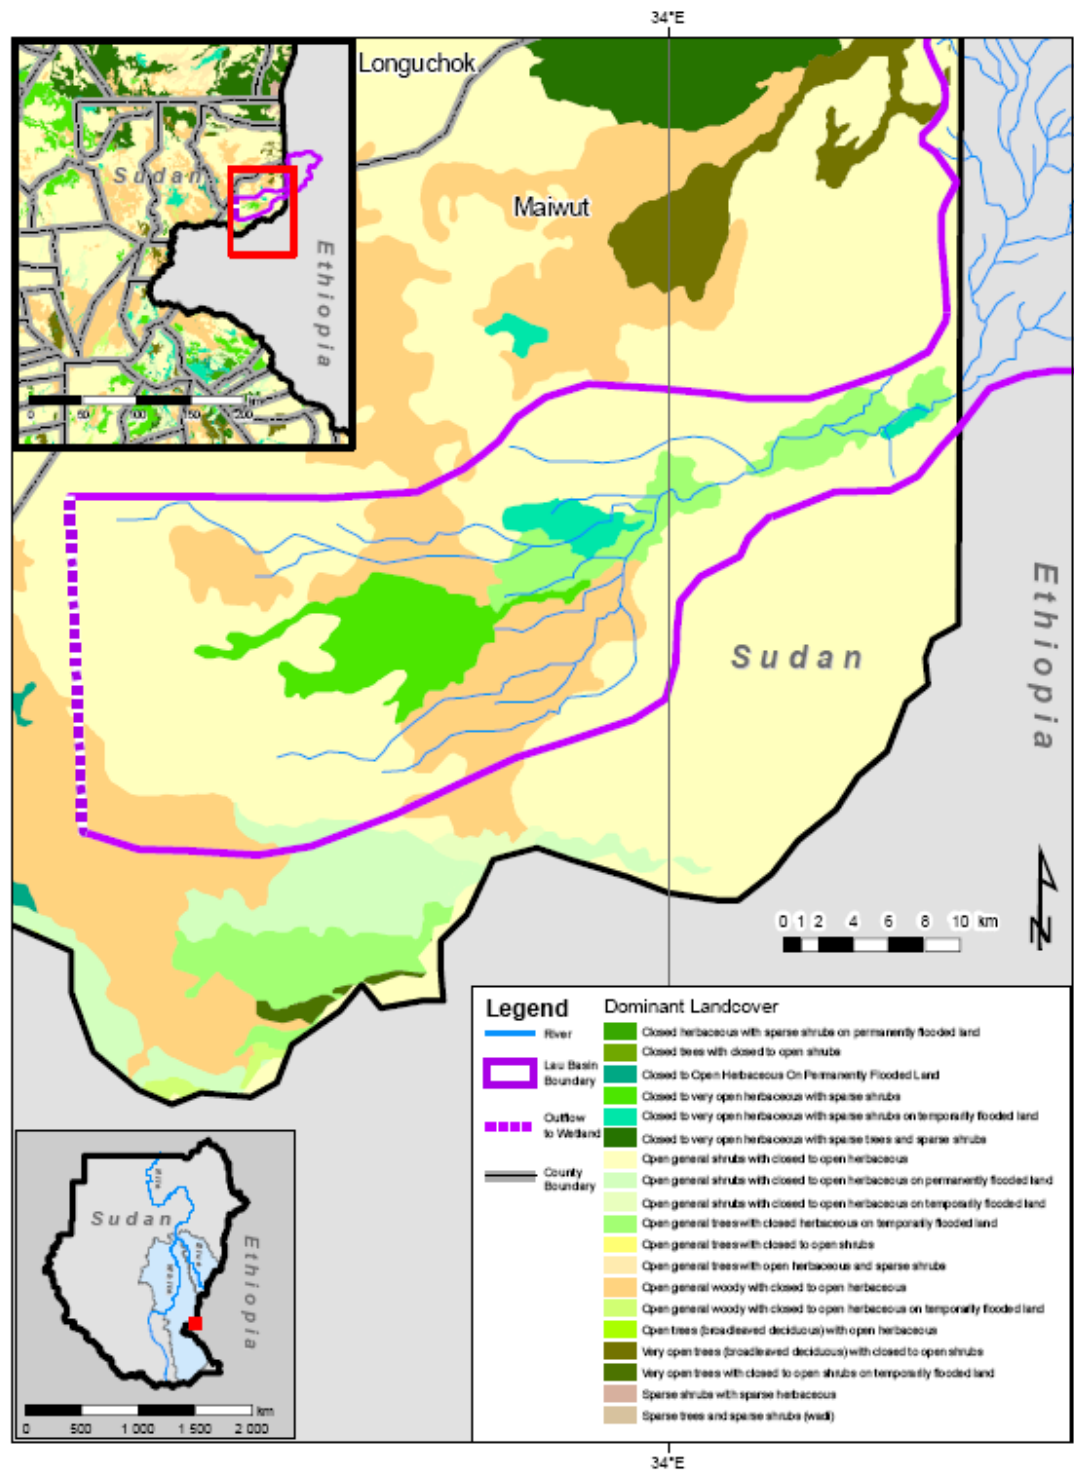 34°E
Longuchok
Sudan
Maiwut
Ethiopia
0 50 100 150 200 km
Sudan
Ethiopia
0 1 2 4 6 8 10 km
N
Legend
River
Lau Basin
Boundary
Outflow
to Wetland
County
Boundary
Dominant Landcover
Closed herbaceous with sparse shrubs on permanently flooded land
Closed trees with closed to open shrubs
Closed to Open Herbaceous On Permanently Flooded Land
Closed to very open herbaceous with sparse shrubs
Closed to very open herbaceous with sparse shrubs on temporarily flooded land
Closed to very open herbaceous with sparse trees and sparse shrubs
Open general shrubs with closed to open herbaceous
Open general shrubs with closed to open herbaceous on permanently flooded land
Open general shrubs with closed to open herbaceous on temporarily flooded land
Open general trees with closed herbaceous on temporarily flooded land
Open general trees with closed to open shrubs
Open general trees with open herbaceous and sparse shrubs
Open general woody with closed to open herbaceous
Open general woody with closed to open herbaceous on temporarily flooded land
Open trees (broadleaved deciduous) with open herbaceous
Very open trees (broadleaved deciduous) with closed to open shrubs
Very open trees with closed to open shrubs on temporarily flooded land
Sparse shrubs with sparse herbaceous
Sparse trees and sparse shrubs (wadi)
Sudan
Ethiopia
km
0 500 1 000 1 500 2 000
34°E